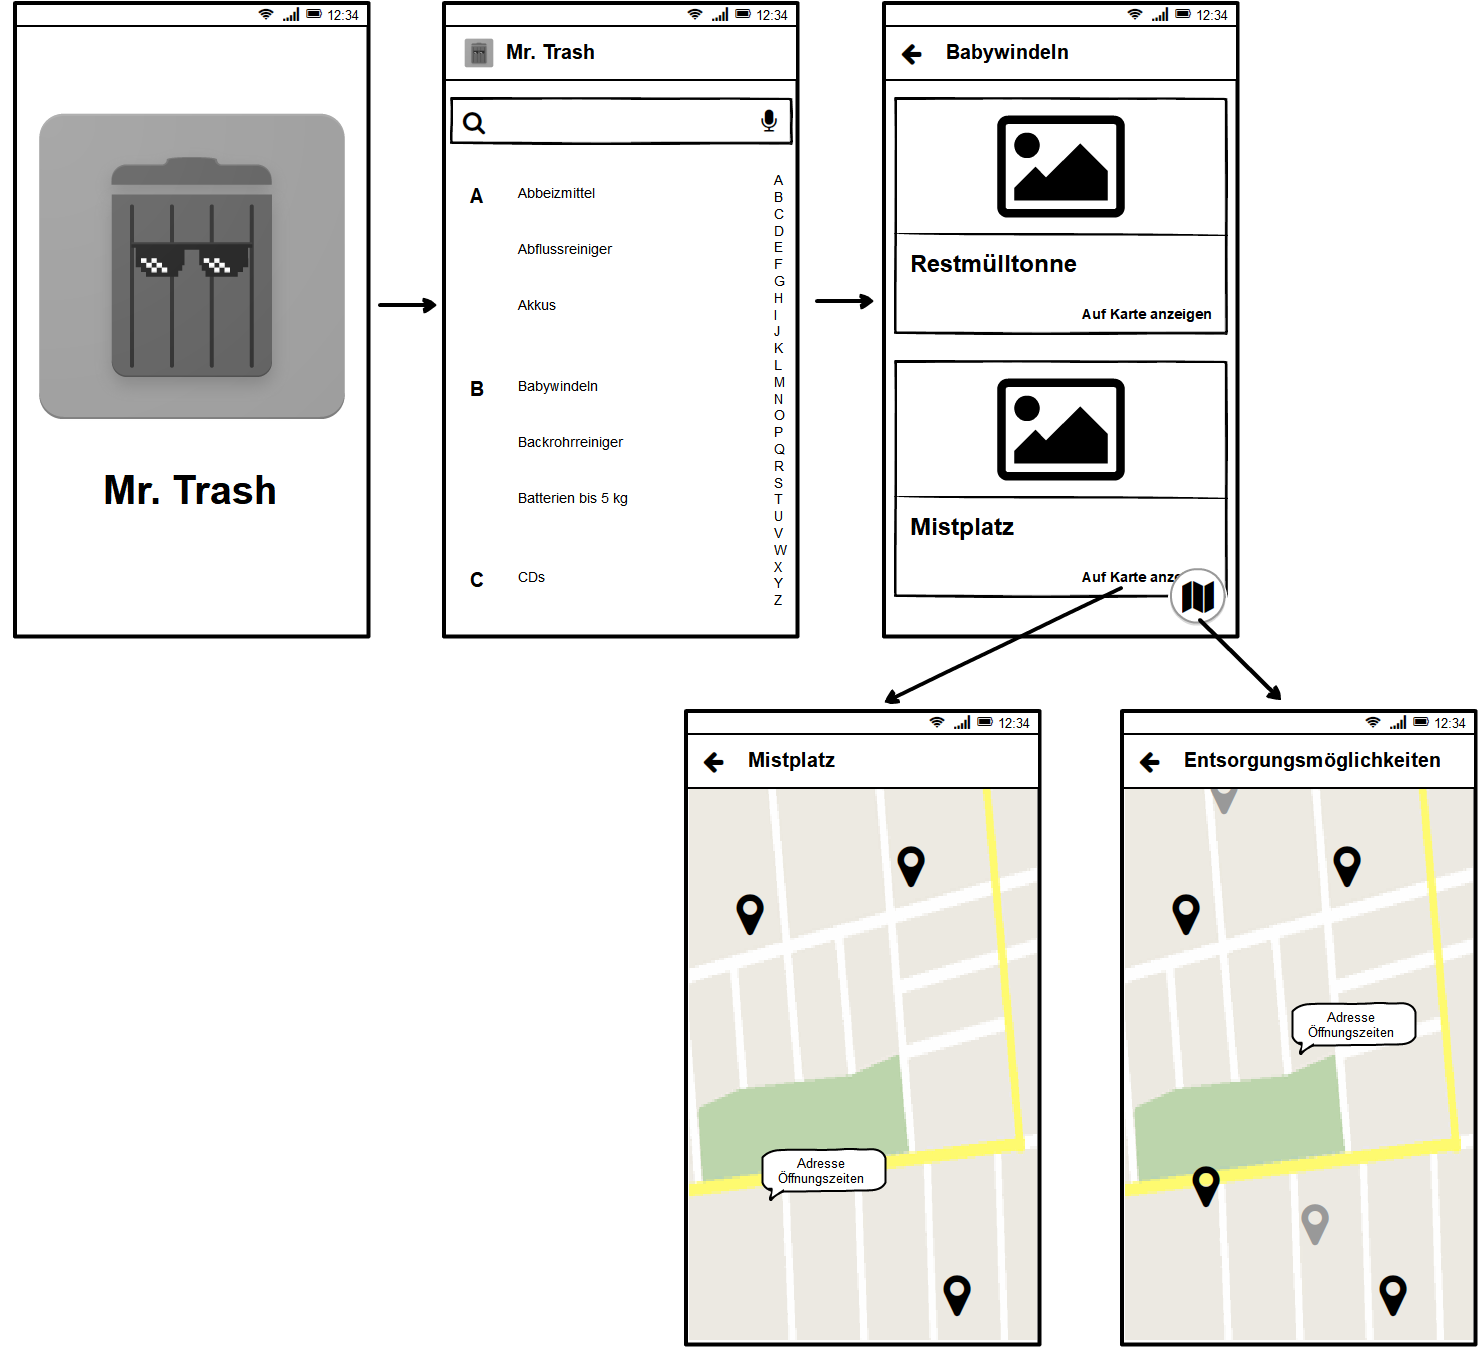 12:34
Mr. Trash
12:34
Mr. Trash
A
Abbeizmittel
Abflussreiniger
Akkus
B
Babywindeln
Backrohrreiniger
Batterien bis 5 kg
C
CDs
A
B
C
D
E
F
G
H
I
J
K
L
M
N
O
P
Q
R
S
T
U
V
W
X
Y
Z
12:34
Babywindeln
Restmülltonne
Auf Karte anzeigen
Mistplatz
Auf Karte anze
12:34
Mistplatz
Adresse
Öffnungszeiten
12:34
Entsorgungsmöglichkeiten
Adresse
Öffnungszeiten